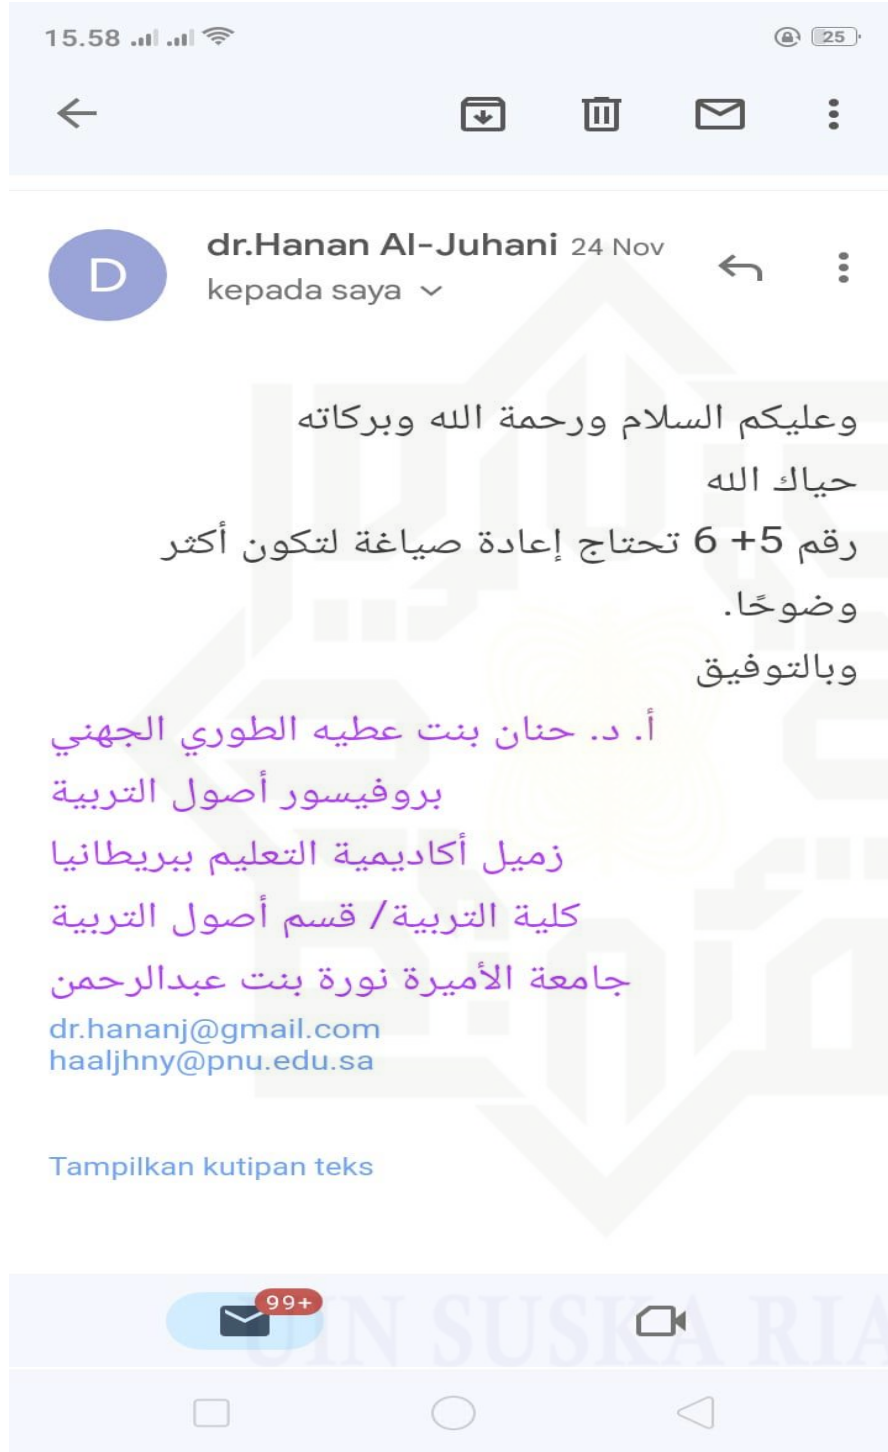 15.58
25
D
dr.Hanan Al-Juhani 24 Nov
kepada saya
وعليكم السلام ورحمة الله وبركاته
حياك الله
رقم 5+ 6 تحتاج إعادة صياغة لتكون أكثر
وضوحًا.
وبالتوفيق
أ. د. حنان بنت عطيه الطوري الجهني
بروفيسور أصول التربية
زميل أكاديمية التعليم ببريطانيا
كلية التربية/ قسم أصول التربية
جامعة الأميرة نورة بنت عبدالرحمن
dr.hananj@gmail.com
haaljhny@pnu.edu.sa
Tampilkan kutipan teks
99+
UIN SUSKA RIA